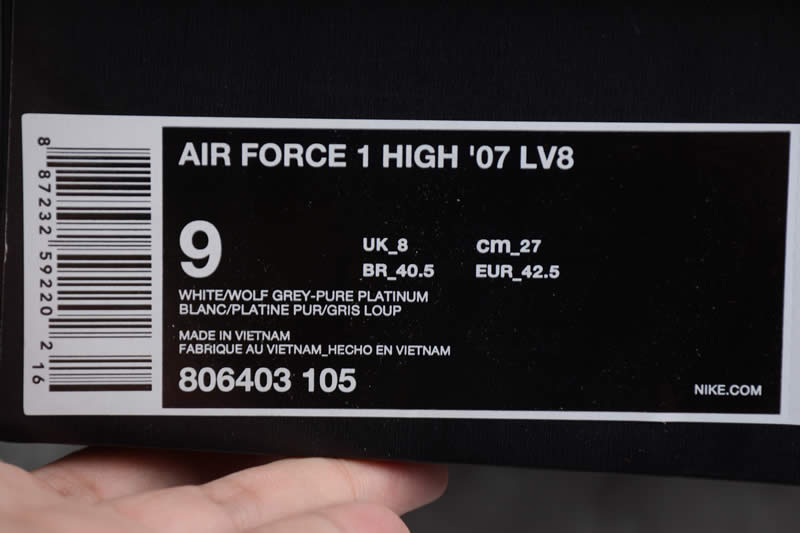 8 87232 59220 2 16
AIR FORCE 1 HIGH '07 LV8
9
UK_8 cm_27
BR_40.5 EUR_42.5
WHITE/WOLF GREY-PURE PLATINUM
BLANC/PLATINE PUR/GRIS LOUP
MADE IN VIETNAM
FABRIQUE AU VIETNAM_HECHO EN VIETNAM
806403 105
NIKE.COM